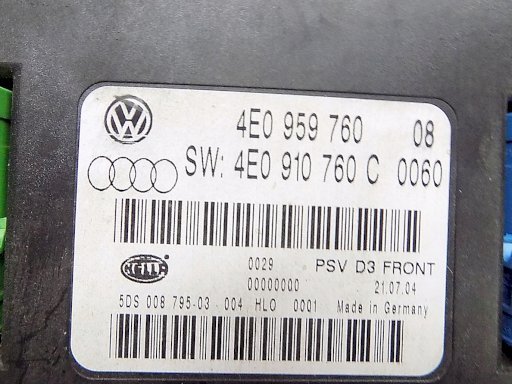 4E0 959 760 08
SW: 4E0 910 760 C 0060
0029 PSV D3 FRONT
Hella
00000000 21.07.04
5DS 008 795-03 004 HLO 0001 Made in Germany